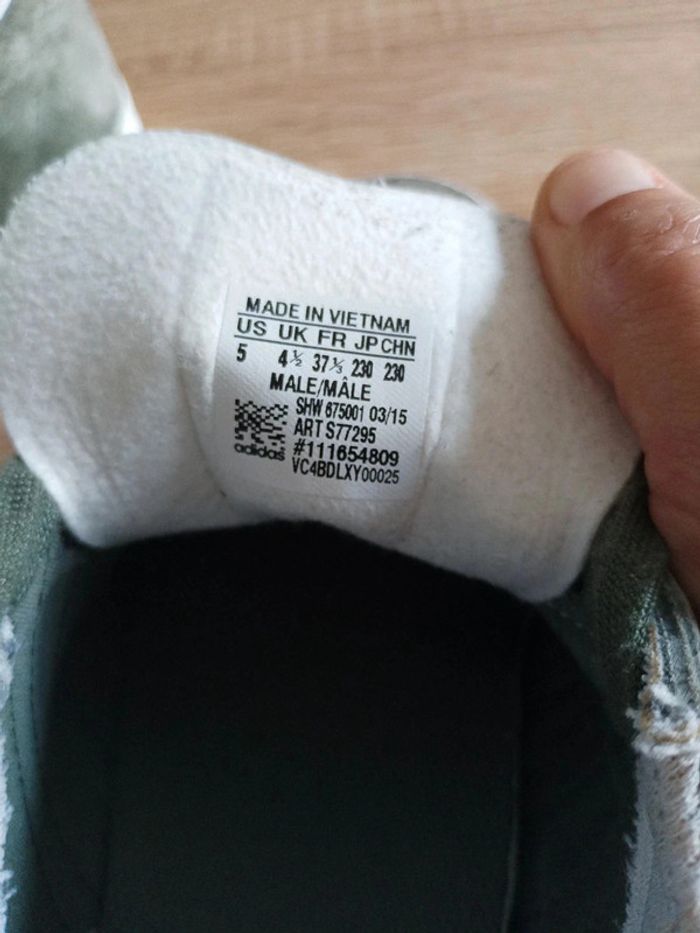 MADE IN VIETNAM
US UK FR JP CHN
5 4½ 37⅓ 230 230
MALE/MÂLE
SHW 675001 03/15
ART S77295
#111654809
adidas VC4BDLXY00025